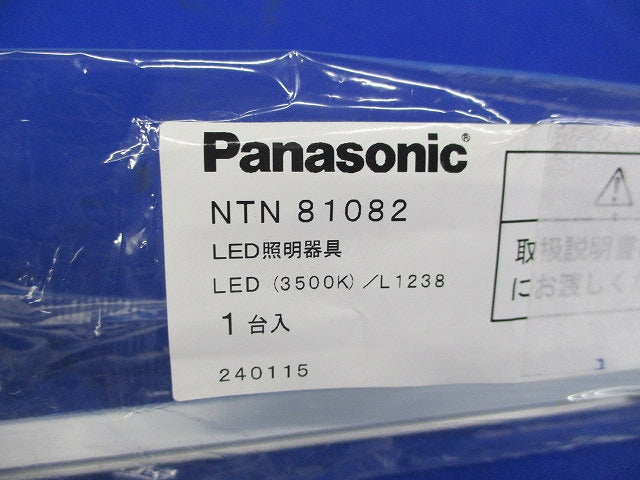 Panasonic®
NTN 81082
LED照明器具
LED (3500K) /L1238
1台入
240115
取扱説明書
にお渡しく